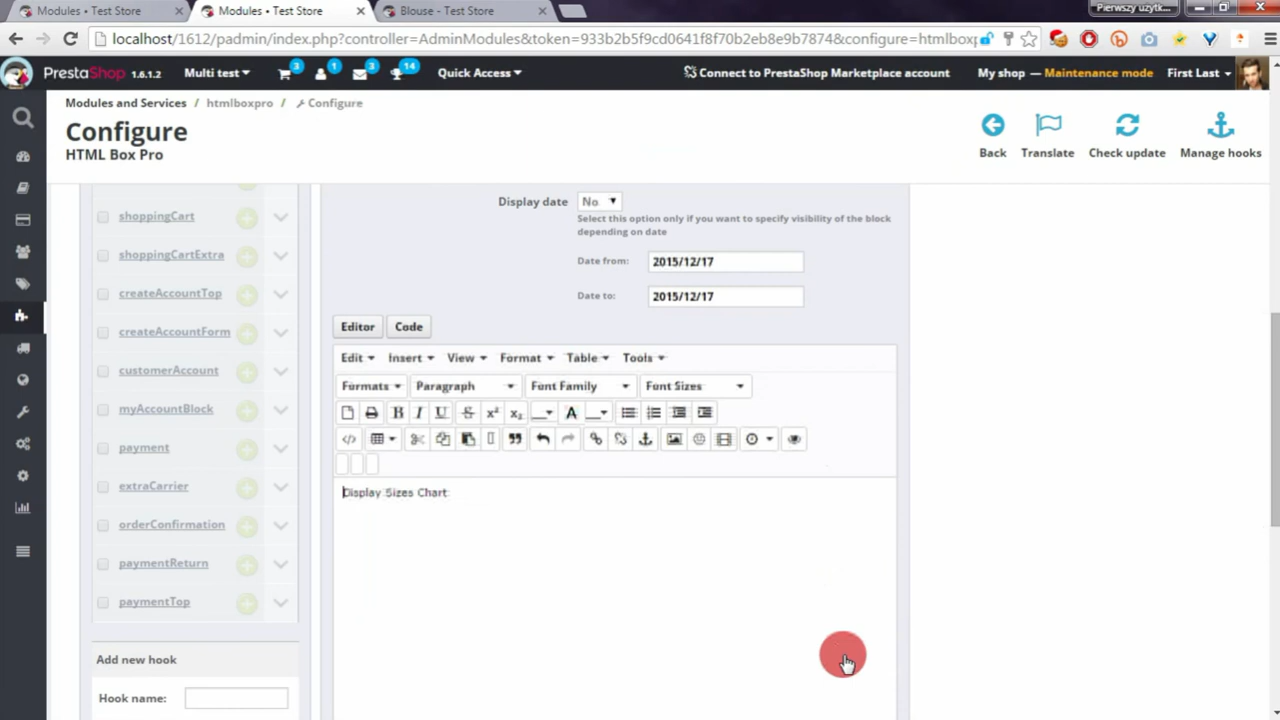 Modules • Test Store
Modules • Test Store
Blouse - Test Store
Pierwszy użytk...
localhost/1612/padmin/index.php?controller=AdminModules&token=933b2b5f9cd0641f8f70b2eb8e9b7874&configure=htmlboxp
PrestaShop 1.6.1.2
Multi test
3
1
3
14
Quick Access
Connect to PrestaShop Marketplace account
My shop — Maintenance mode
First Last
Modules and Services / htmlboxpro / Configure
Configure
HTML Box Pro
Back
Translate
Check update
Manage hooks
shoppingCart
shoppingCartExtra
createAccountTop
createAccountForm
customerAccount
myAccountBlock
payment
extraCarrier
orderConfirmation
paymentReturn
paymentTop
Add new hook
Hook name:
Display date
No
Select this option only if you want to specify visibility of the block
depending on date
Date from:
2015/12/17
Date to:
2015/12/17
Editor
Code
Edit
Insert
View
Format
Table
Tools
Formats
Paragraph
Font Family
Font Sizes
Display Sizes Chart